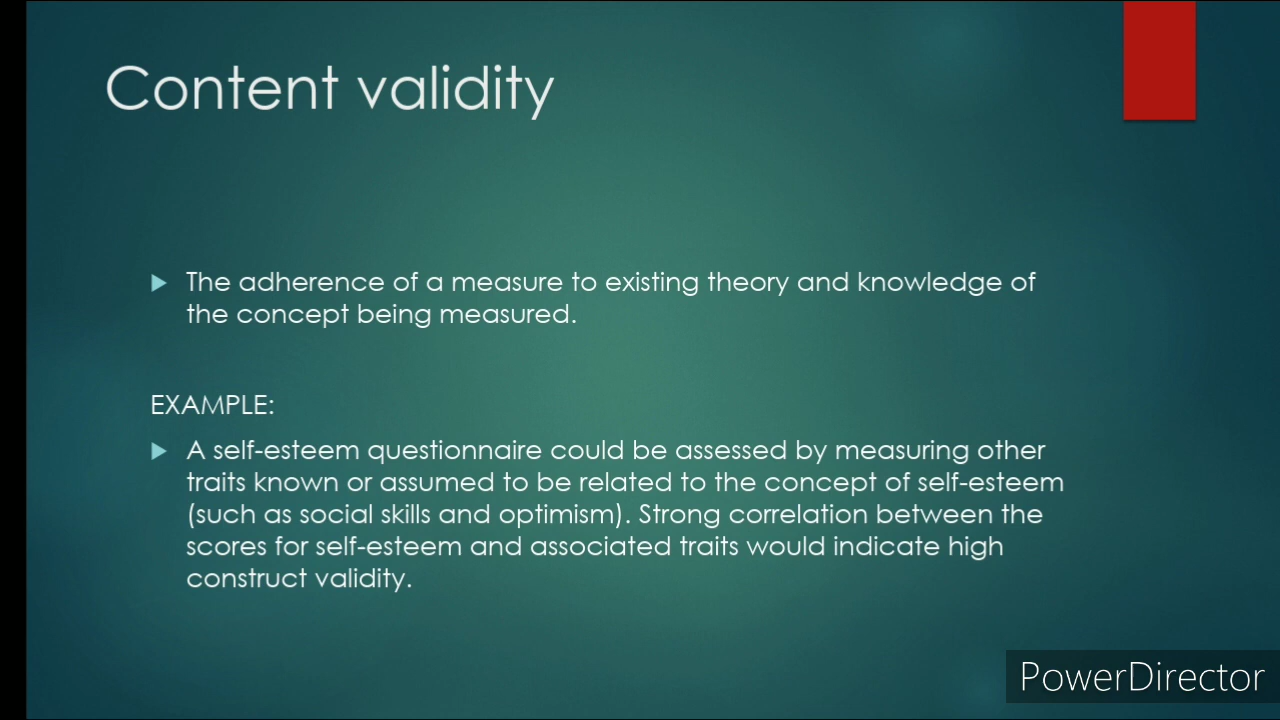 Content validity
The adherence of a measure to existing theory and knowledge of
the concept being measured.
EXAMPLE:
A self-esteem questionnaire could be assessed by measuring other
traits known or assumed to be related to the concept of self-esteem
(such as social skills and optimism). Strong correlation between the
scores for self-esteem and associated traits would indicate high
construct validity.
PowerDirector